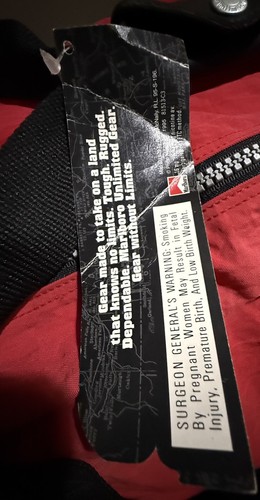 Gear made to take on a land
that knows no limits. Tough. Rugged.
Dependable. Marlboro Unlimited Gear.
Gear without Limits.
SURGEON GENERAL'S WARNING: Smoking
By Pregnant Women May Result in Fetal
Injury, Premature Birth, And Low Birth Weight.